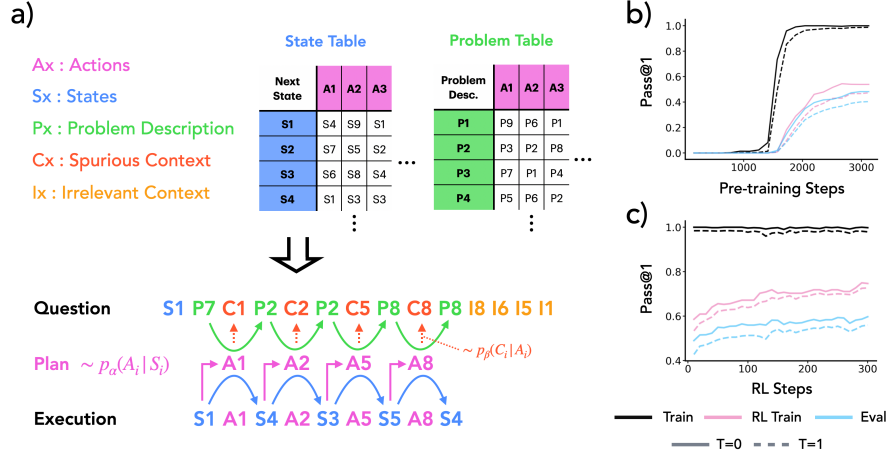 a)
Ax : Actions
Sx : States
Px : Problem Description
Cx : Spurious Context
Ix : Irrelevant Context
State Table
Next State A1 A2 A3
S1 S4 S9 S1
S2 S7 S5 S2
S3 S6 S8 S4
S4 S1 S3 S3
...
Problem Table
Problem Desc. A1 A2 A3
P1 P9 P6 P1
P2 P3 P2 P8
P3 P7 P1 P4
P4 P5 P6 P2
...
Question S1 P7 C1 P2 C2 P2 C5 P8 C8 P8 I8 I6 I5 I1
Plan ~ pα(Ai|Si) A1 A2 A5 A8
~ pβ(Ci|Ai)
Execution S1 A1 S4 A2 S3 A5 S5 A8 S4
b)
Pass@1
1.0
0.8
0.6
0.4
0.2
0.0
1000 2000 3000
Pre-training Steps
c)
Pass@1
1.0
0.8
0.6
0.4
0 100 200 300
RL Steps
Train RL Train Eval
T=0 T=1